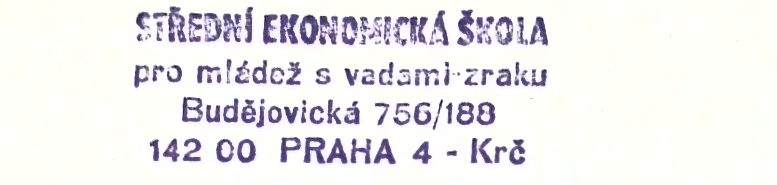 STŘEDNÍ EKONOMICKÁ ŠKOLA
pro mládež s vadami zraku
Budějovická 756/188
142 00 PRAHA 4 - Krč